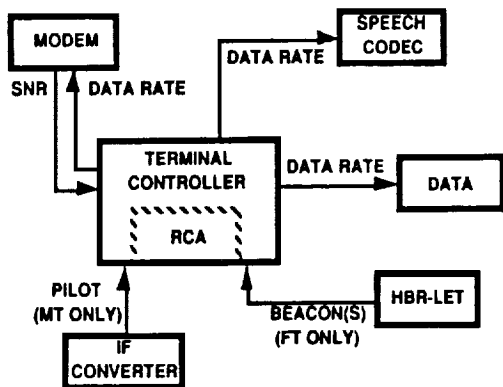 MODEM
SPEECH
CODEC
DATA RATE
SNR
DATA RATE
TERMINAL
CONTROLLER
DATA RATE
DATA
RCA
PILOT
(MT ONLY)
BEACON(S)
(FT ONLY)
HBR-LET
IF
CONVERTER